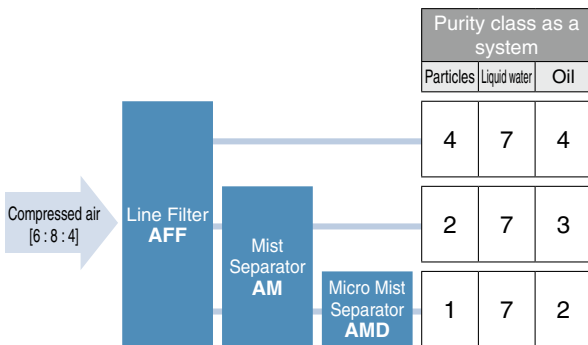 Purity class as a
system
Particles Liquid water Oil
4 7 4
Compressed air
[6 : 8 : 4]
Line Filter
AFF
2 7 3
Mist
Separator
AM
Micro Mist
Separator
AMD
1 7 2